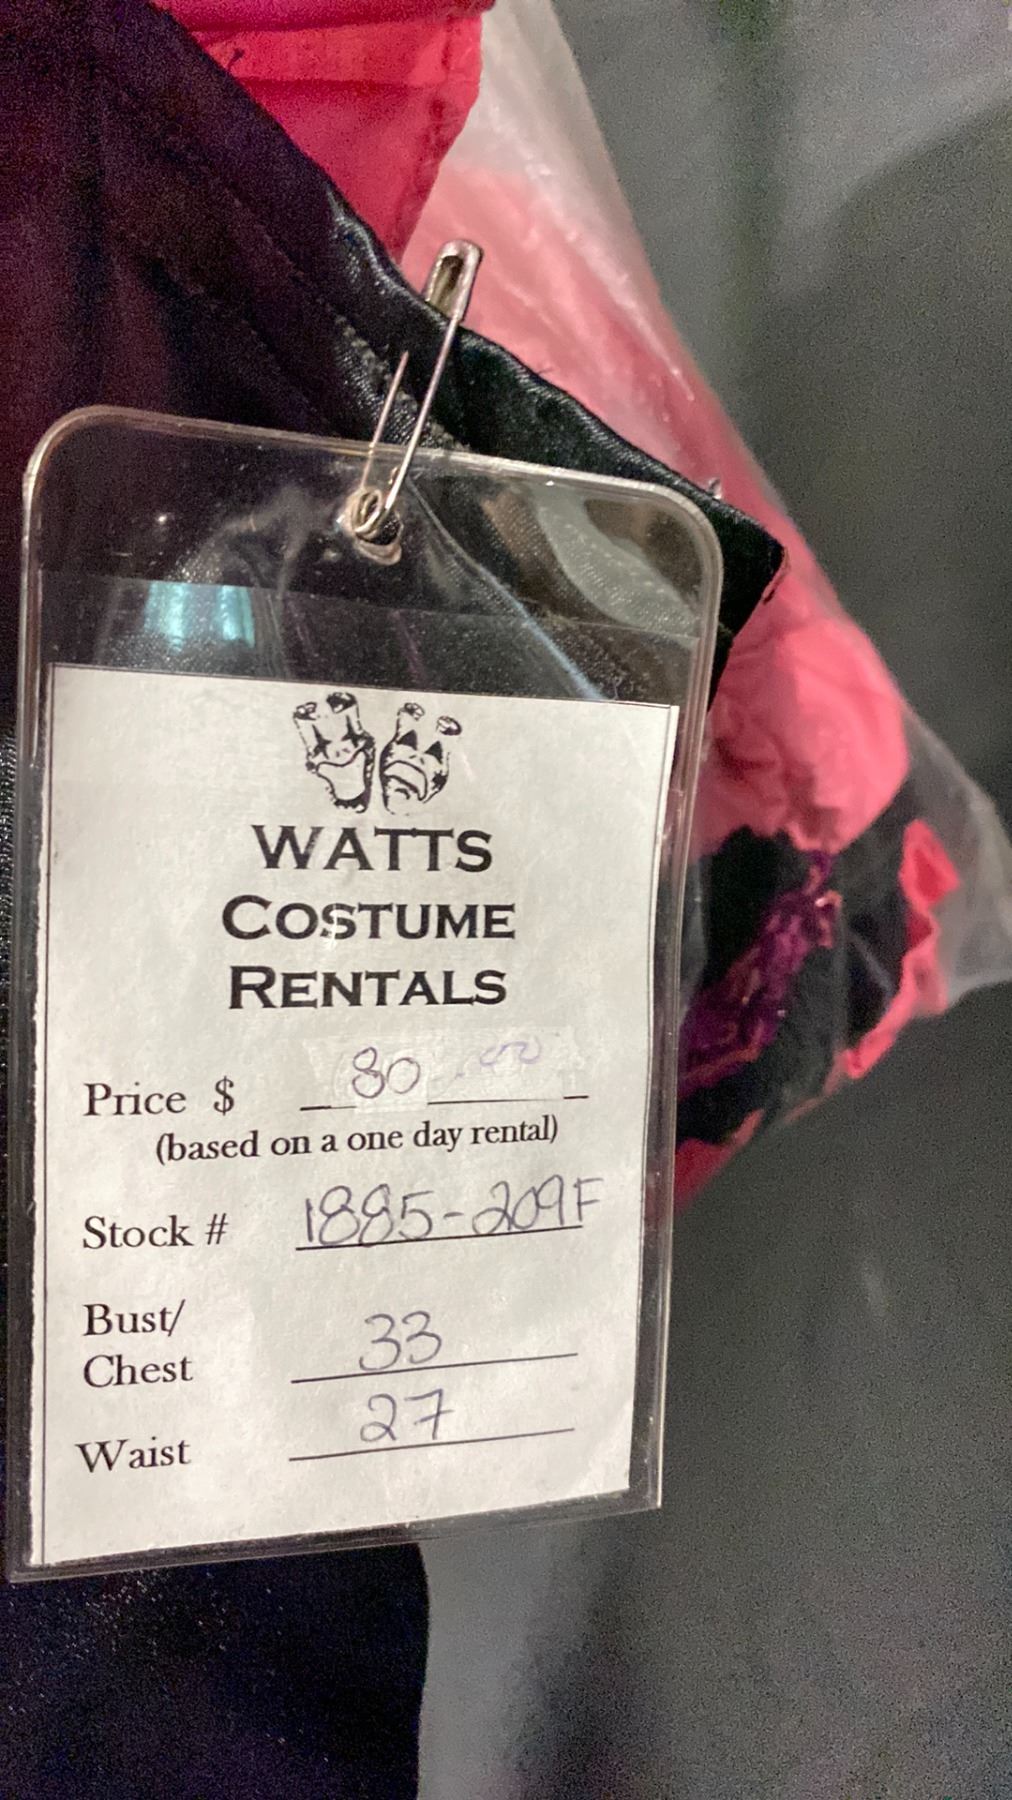 WATTS
COSTUME
RENTALS
Price $ 80
(based on a one day rental)
Stock # 1885-209F
Bust/
Chest 33
Waist 27